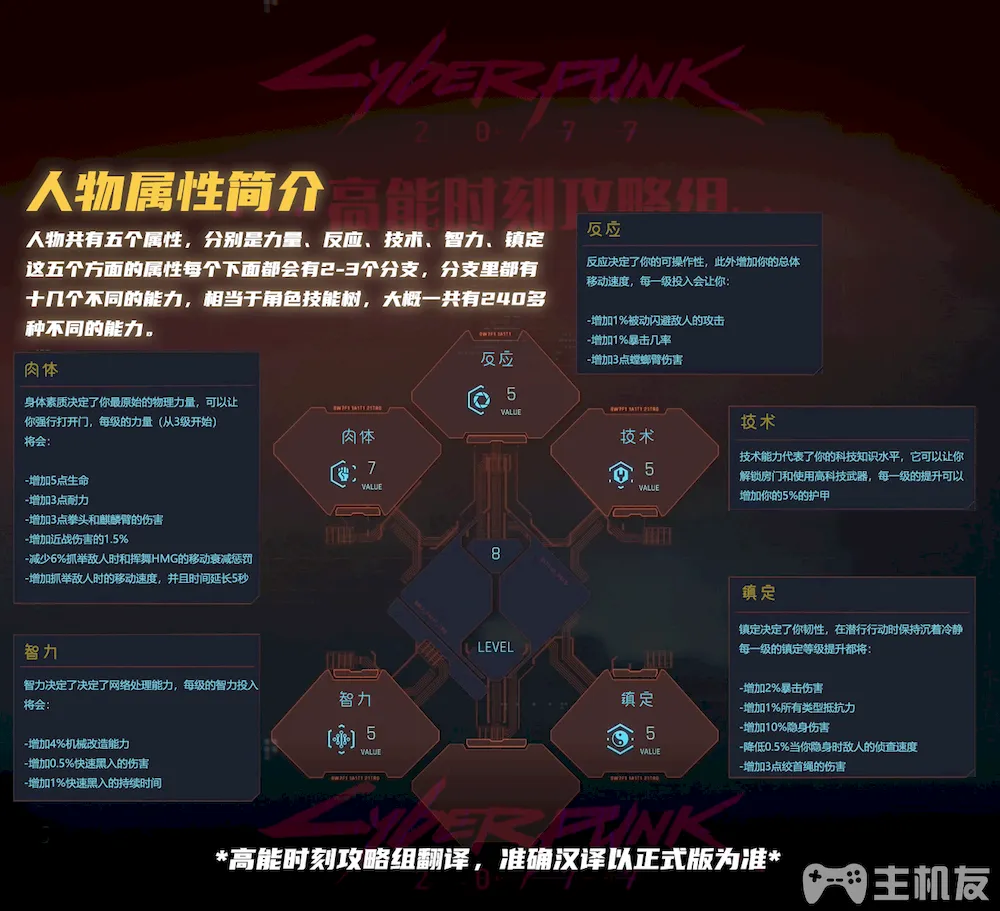 CYBERPUNK
2077
高能时刻攻略组
人物属性简介
人物共有五个属性，分别是力量、反应、技术、智力、镇定
这五个方面的属性每个下面都会有2-3个分支，分支里都有
十几个不同的能力，相当于角色技能树，大概一共有240多
种不同的能力。
反应
反应决定了你的可操作性，此外增加你的总体
移动速度，每一级投入会让你：
-增加1%被动闪避敌人的攻击
-增加1%暴击几率
-增加3点螳螂臂伤害
肉体
身体素质决定了你最原始的物理力量，可以让
你强行打开门，每级的力量（从3级开始）
将会：
-增加5点生命
-增加3点耐力
-增加3点拳头和麒麟臂的伤害
-增加近战伤害的1.5%
-减少6%抓举敌人时和挥舞HMG的移动衰减惩罚
-增加抓举敌人时的移动速度，并且时间延长5秒
反应
5
VALUE
肉体
7
VALUE
技术
5
VALUE
技术
技术能力代表了你的科技知识水平，它可以让你
解锁房门和使用高科技武器，每一级的提升可以
增加你的5%的护甲
8
LEVEL
镇定
镇定决定了你韧性，在潜行行动时保持沉着冷静
每一级的镇定等级提升都将：
-增加2%暴击伤害
-增加1%所有类型抵抗力
-增加10%隐身伤害
-降低0.5%当你隐身时敌人的侦查速度
-增加3点绞首绳的伤害
智力
智力决定了决定了网络处理能力，每级的智力投入
将会：
-增加4%机械改造能力
-增加0.5%快速黑入的伤害
-增加1%快速黑入的持续时间
智力
5
VALUE
镇定
5
VALUE
CYBERPUNK
2077
*高能时刻攻略组翻译，准确汉译以正式版为准*
主机友